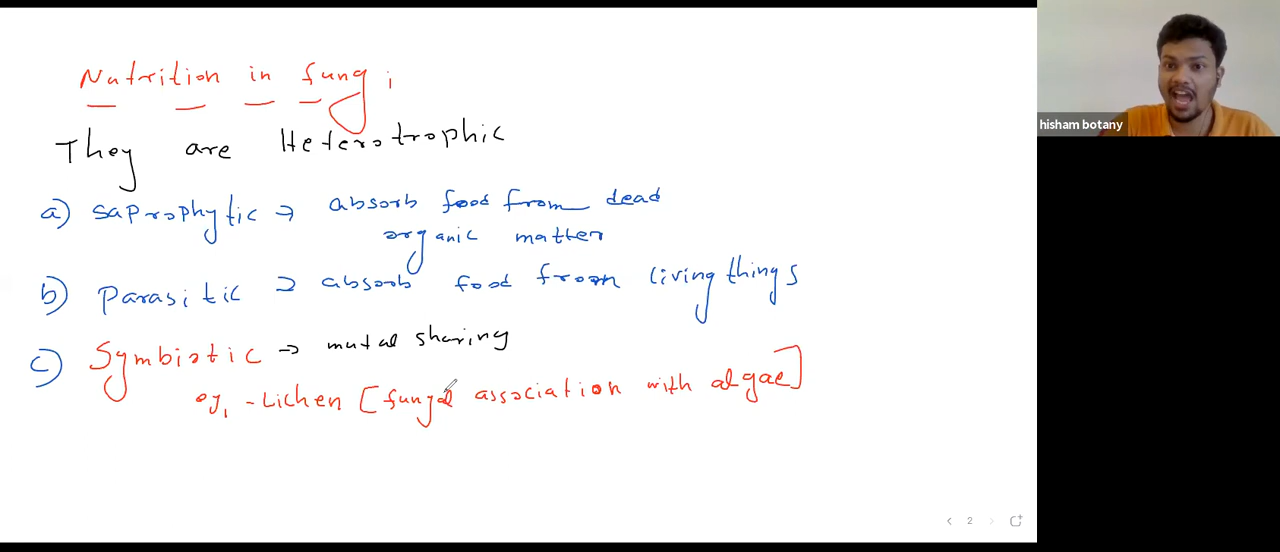 Nutrition in fungi
They are Heterotrophic
a) saprophytic → absorb food from dead
organic matter
b) Parasitic → absorb food from living things
c) Symbiotic → mutal sharing
eg, - Lichen [fungal association with algae]
hisham botany
2